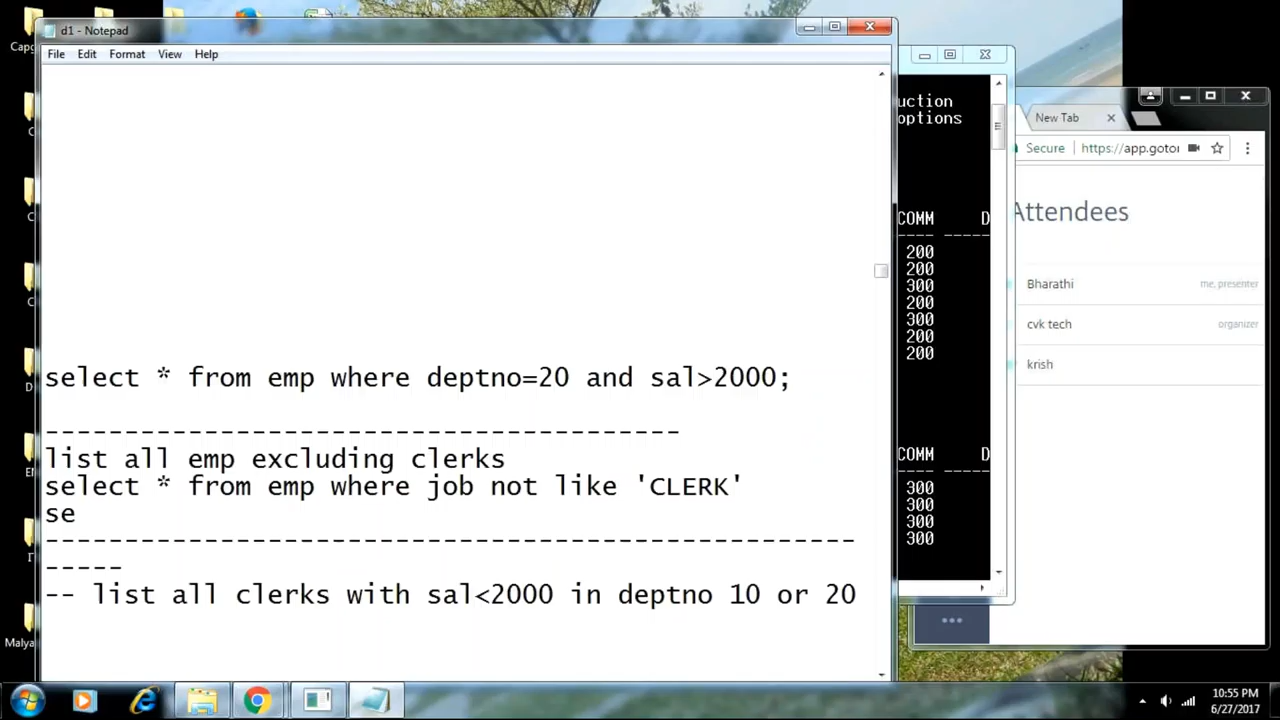 d1 - Notepad
File Edit Format View Help
select * from emp where deptno=20 and sal>2000;
----------------------------------------
list all emp excluding clerks
select * from emp where job not like 'CLERK'
se
---------------------------------------------------
-----
-- list all clerks with sal<2000 in deptno 10 or 20
uction
options
COMM D
---- -----
200
200
300
200
300
200
200
COMM D
---- -----
300
300
300
300
New Tab
Secure https://app.goto
Attendees
Bharathi me, presenter
cvk tech organizer
krish
Malya
10:55 PM
6/27/2017